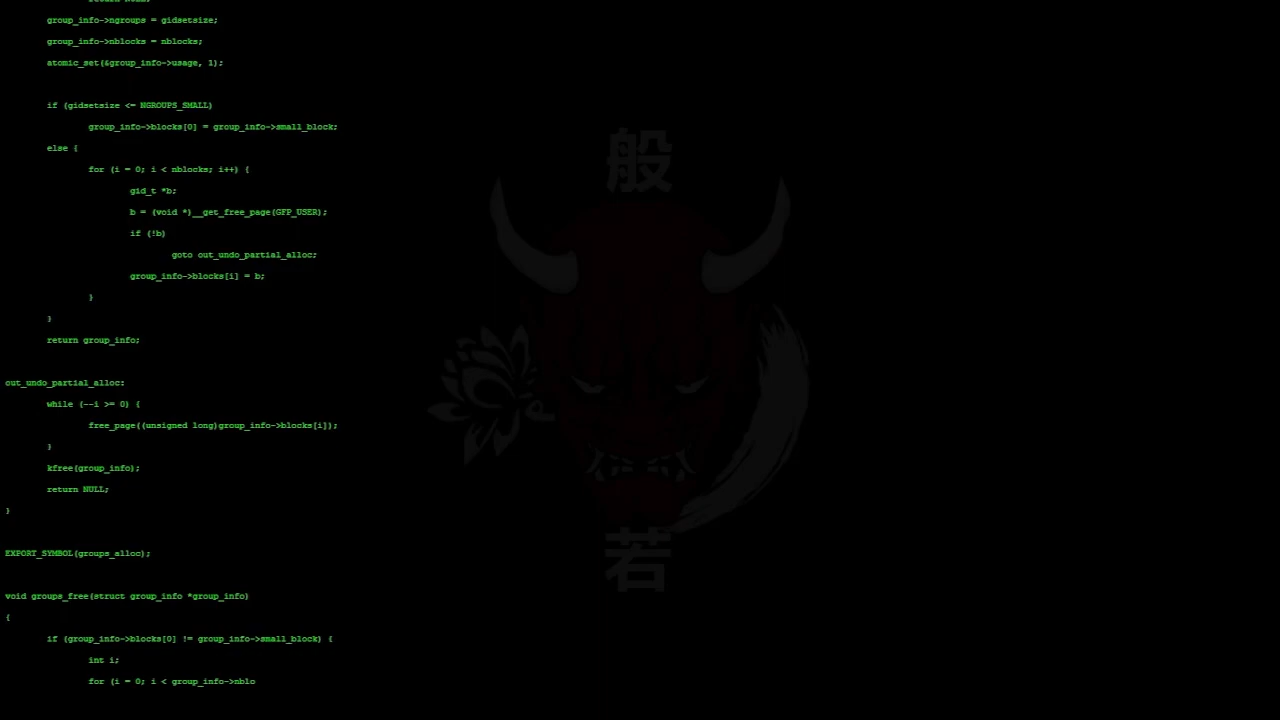 group_info->ngroups = gidsetsize;
group_info->nblocks = nblocks;
atomic_set(&group_info->usage, 1);
if (gidsetsize <= NGROUPS_SMALL)
group_info->blocks[0] = group_info->small_block;
else {
for (i = 0; i < nblocks; i++) {
gid_t *b;
b = (void *)__get_free_page(GFP_USER);
if (!b)
goto out_undo_partial_alloc;
group_info->blocks[i] = b;
}
}
return group_info;
out_undo_partial_alloc:
while (--i >= 0) {
free_page((unsigned long)group_info->blocks[i]);
}
kfree(group_info);
return NULL;
}
EXPORT_SYMBOL(groups_alloc);
void groups_free(struct group_info *group_info)
{
if (group_info->blocks[0] != group_info->small_block) {
int i;
for (i = 0; i < group_info->nblo
般
若